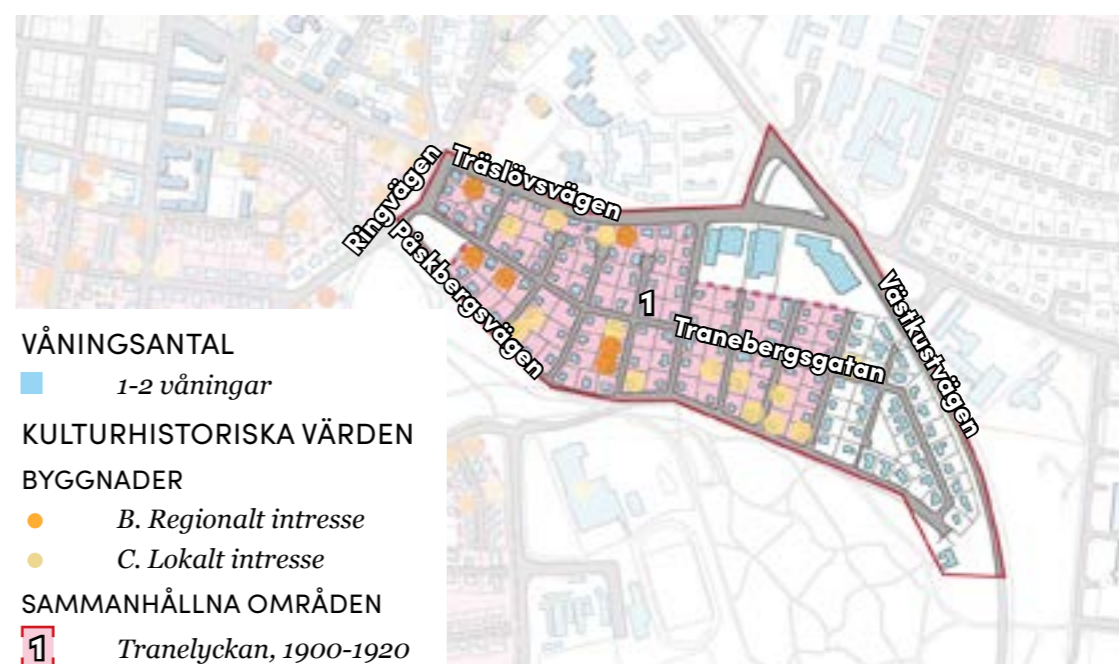 Ringvägen
Träslövsvägen
Påskbergsvägen
1
Tranebergsgatan
Västkustvägen
VÅNINGSANTAL
1-2 våningar
KULTURHISTORISKA VÄRDEN
BYGGNADER
B. Regionalt intresse
C. Lokalt intresse
SAMMANHÅLLNA OMRÅDEN
1 Tranelyckan, 1900-1920